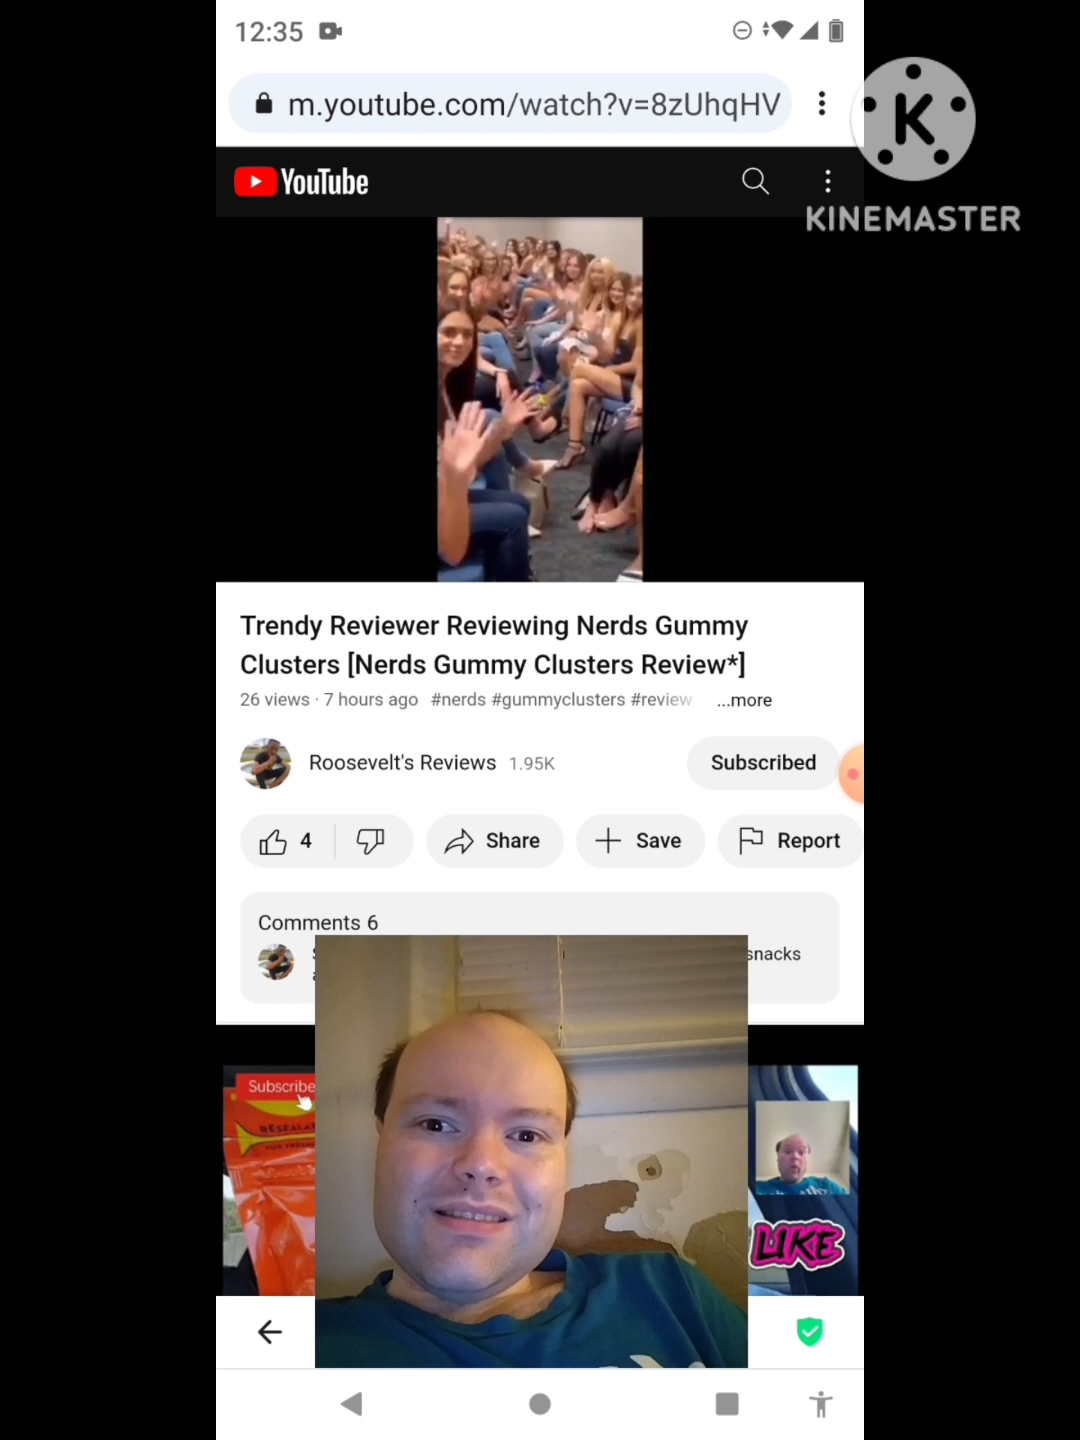 12:35
m.youtube.com/watch?v=8zUhqHV
K
KINEMASTER
YouTube
Trendy Reviewer Reviewing Nerds Gummy
Clusters [Nerds Gummy Clusters Review*]
26 views · 7 hours ago #nerds #gummyclusters #review ...more
Roosevelt's Reviews 1.95K
Subscribed
4
Share
Save
Report
Comments 6
snacks
Subscribe
LIKE